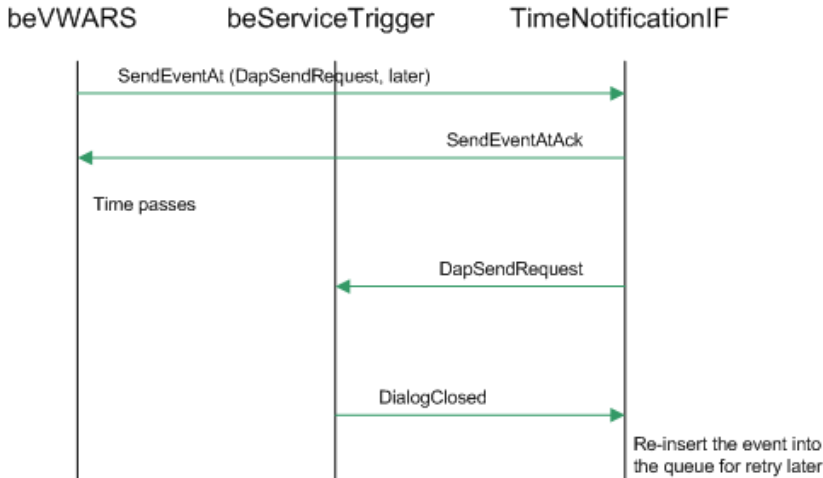 beVWARS
beServiceTrigger
TimeNotificationIF
SendEventAt (DapSendRequest, later)
SendEventAtAck
Time passes
DapSendRequest
DialogClosed
Re-insert the event into
the queue for retry later